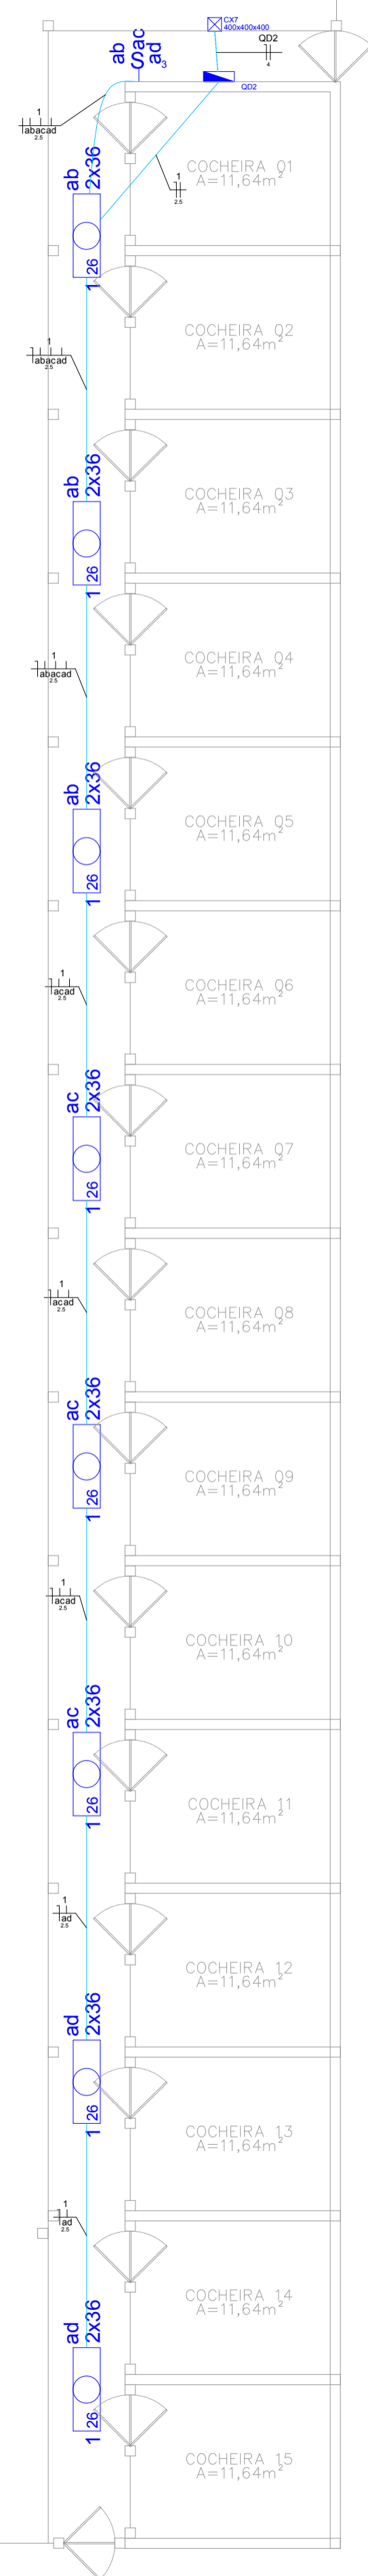 CX7
400x400x400
QD2
4
QD2
ab
S ac
ad
3
1
abacad
2.5
1
2.5
COCHEIRA 01
A=11,64m²
ab
2x36
1
26
COCHEIRA 02
A=11,64m²
1
abacad
2.5
COCHEIRA 03
A=11,64m²
ab
2x36
1
26
COCHEIRA 04
A=11,64m²
1
abacad
2.5
COCHEIRA 05
A=11,64m²
ab
2x36
1
26
COCHEIRA 06
A=11,64m²
1
acad
2.5
COCHEIRA 07
A=11,64m²
ac
2x36
1
26
COCHEIRA 08
A=11,64m²
1
acad
2.5
COCHEIRA 09
A=11,64m²
ac
2x36
1
26
COCHEIRA 10
A=11,64m²
1
acad
2.5
COCHEIRA 11
A=11,64m²
ac
2x36
1
26
COCHEIRA 12
A=11,64m²
1
ad
2.5
COCHEIRA 13
A=11,64m²
ad
2x36
1
26
COCHEIRA 14
A=11,64m²
1
ad
2.5
COCHEIRA 15
A=11,64m²
ad
2x36
1
26